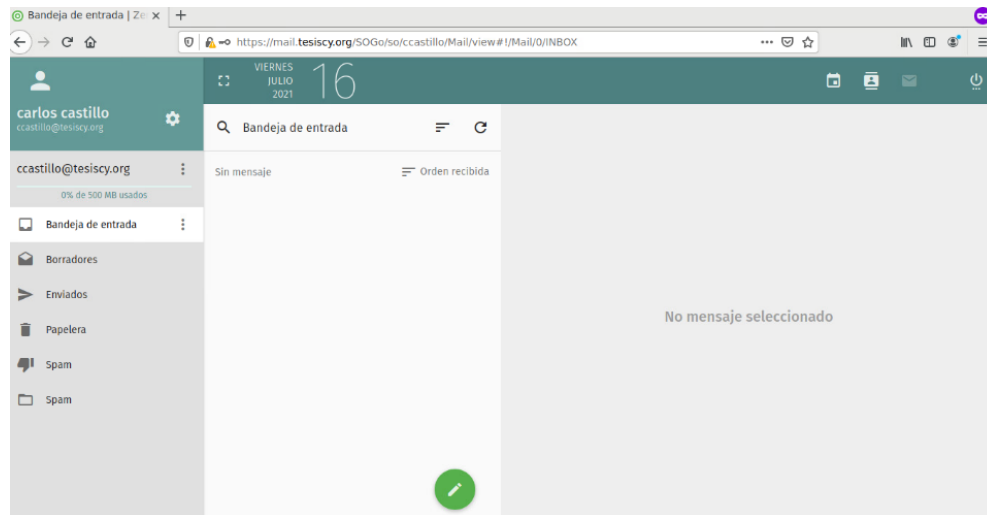 Bandeja de entrada | Ze
https://mail.tesiscy.org/SOGo/so/ccastillo/Mail/view#!/Mail/0/INBOX
carlos castillo
ccastillo@tesiscy.org
VIERNES
JULIO
2021
16
Bandeja de entrada
ccastillo@tesiscy.org
0% de 500 MB usados
Sin mensaje
Orden recibida
Bandeja de entrada
Borradores
Enviados
Papelera
Spam
Spam
No mensaje seleccionado